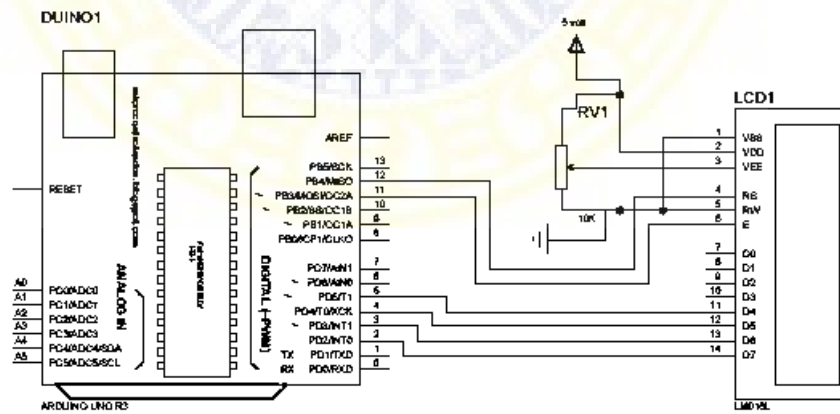 DUINO1
5 volt
RV1
10K
LCD1
AREF
RESET
PB5/SCK
PB4/MISO
~ PB3/MOSI/OC2A
~ PB2/SS/OC1B
~ PB1/OC1A
PB0/ICP1/CLKO
PD7/AIN1
~ PD6/AIN0
~ PD5/T1
PD4/T0/XCK
~ PD3/INT1
PD2/INT0
TX PD1/TXD
RX PD0/RXD
13
12
11
10
9
8
7
6
5
4
3
2
1
0
A0
A1
A2
A3
A4
A5
PC0/ADC0
PC1/ADC1
PC2/ADC2
PC3/ADC3
PC4/ADC4/SDA
PC5/ADC5/SCL
ANALOG IN
DIGITAL (~PWM)
ARDUINO UNO R3
1 VSS
2 VDD
3 VEE
4 RS
5 RW
6 E
7 D0
8 D1
9 D2
10 D3
11 D4
12 D5
13 D6
14 D7
LM016L